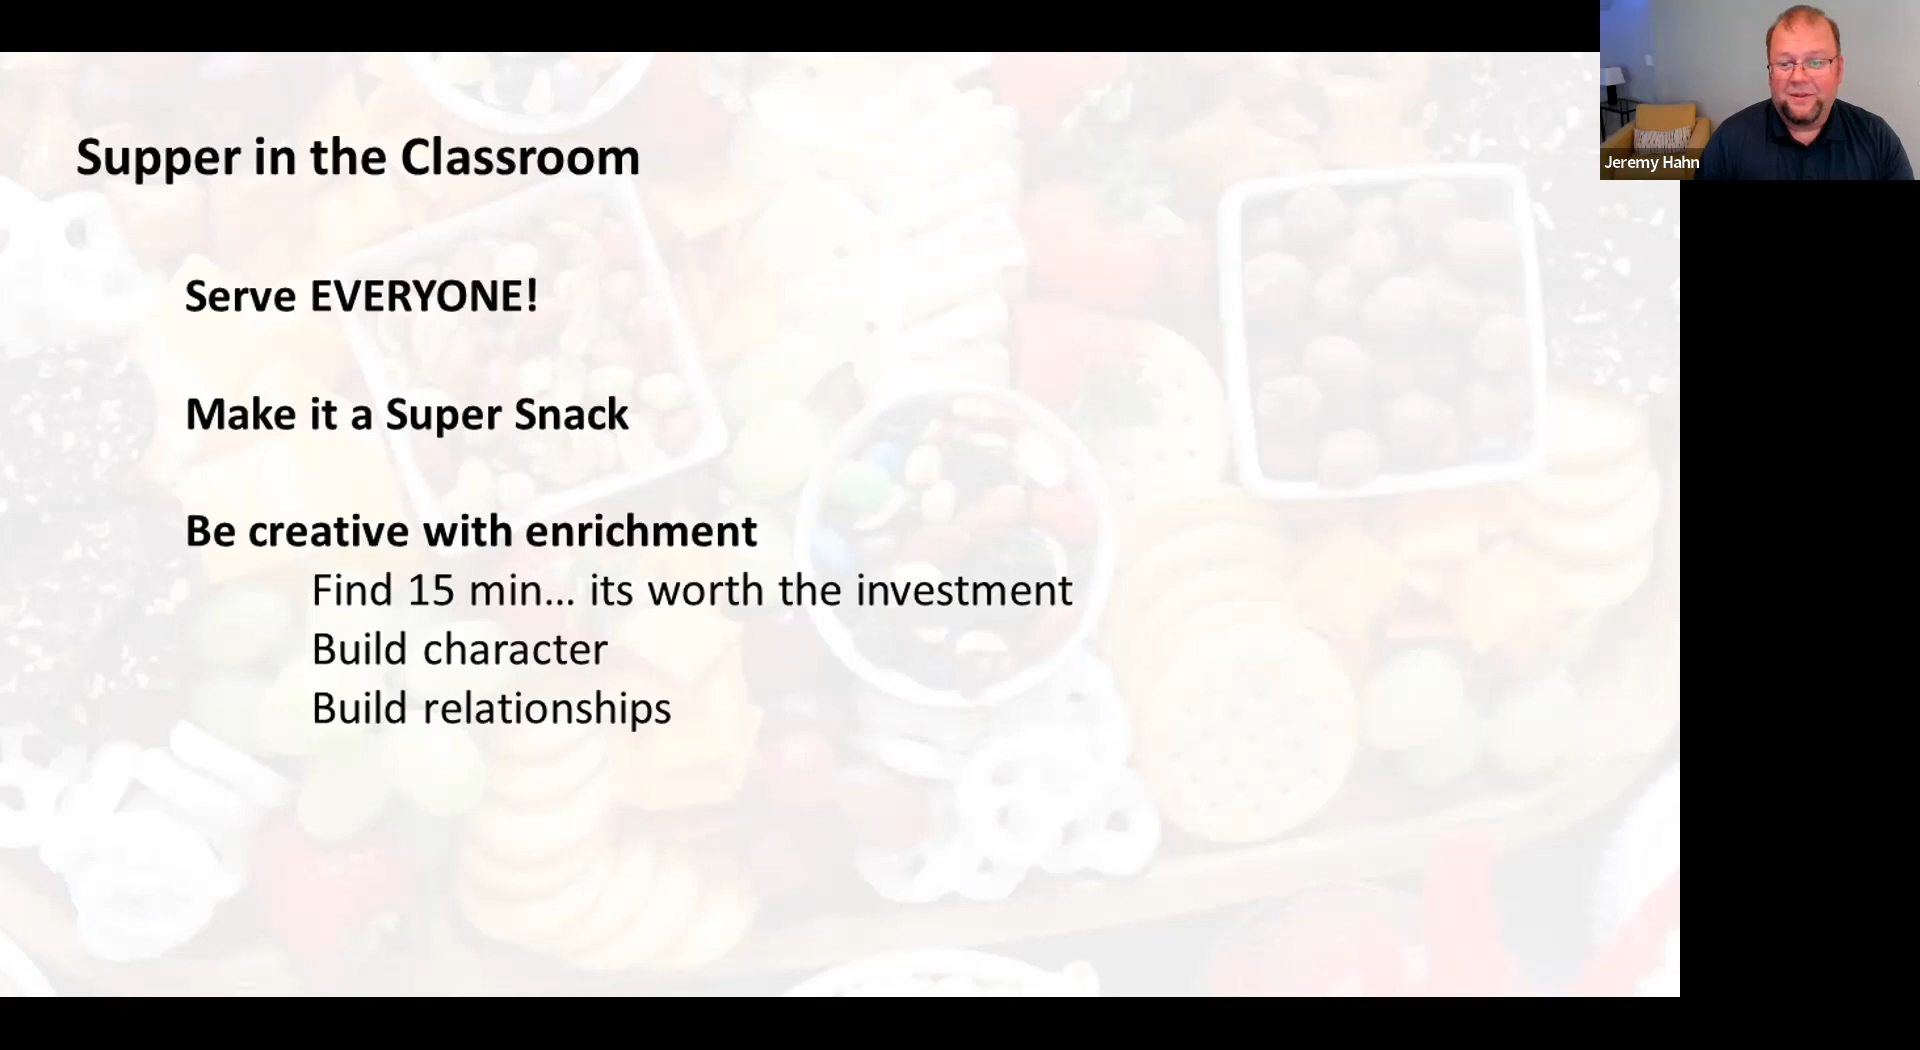 Supper in the Classroom
Serve EVERYONE!
Make it a Super Snack
Be creative with enrichment
Find 15 min... its worth the investment
Build character
Build relationships
Jeremy Hahn